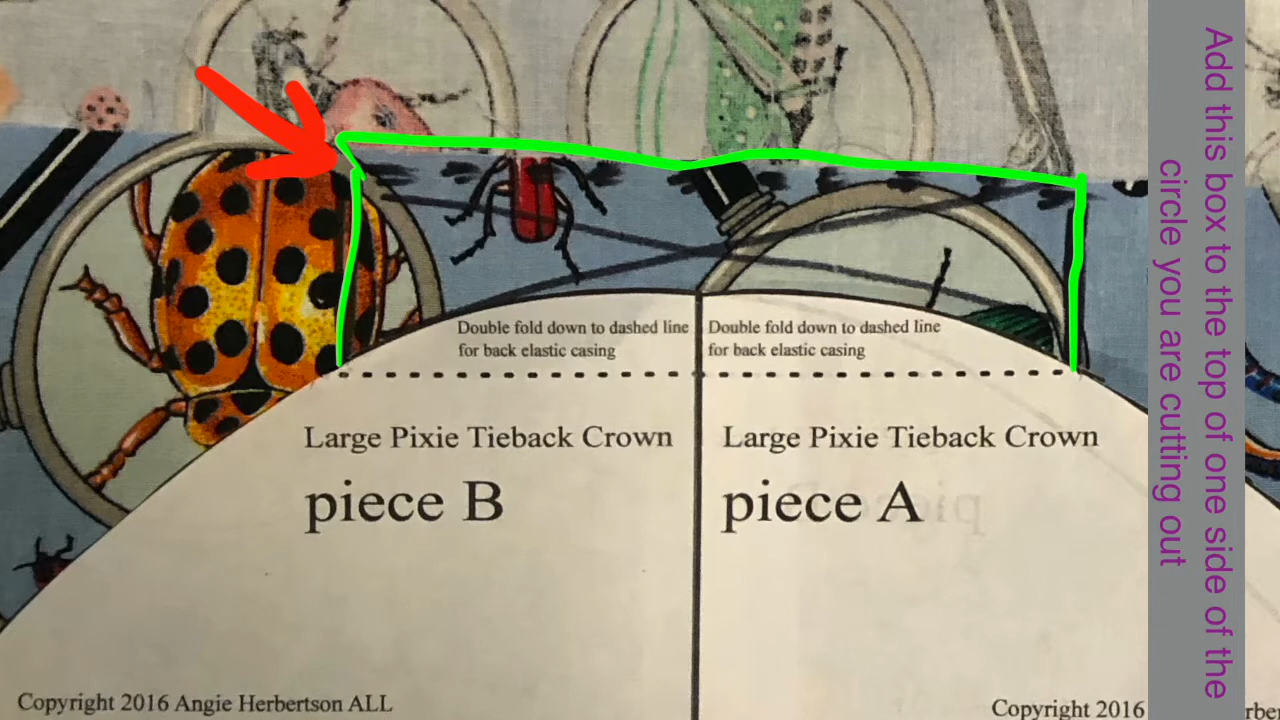 Double fold down to dashed line
for back elastic casing
Double fold down to dashed line
for back elastic casing
Large Pixie Tieback Crown
piece B
Large Pixie Tieback Crown
piece A
Copyright 2016 Angie Herbertson ALL
Copyright 2016
Add this box to the top of one side of the
circle you are cutting out